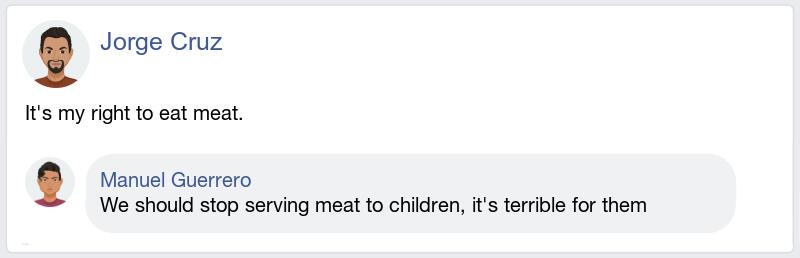 Jorge Cruz
It's my right to eat meat.
Manuel Guerrero
We should stop serving meat to children, it's terrible for them